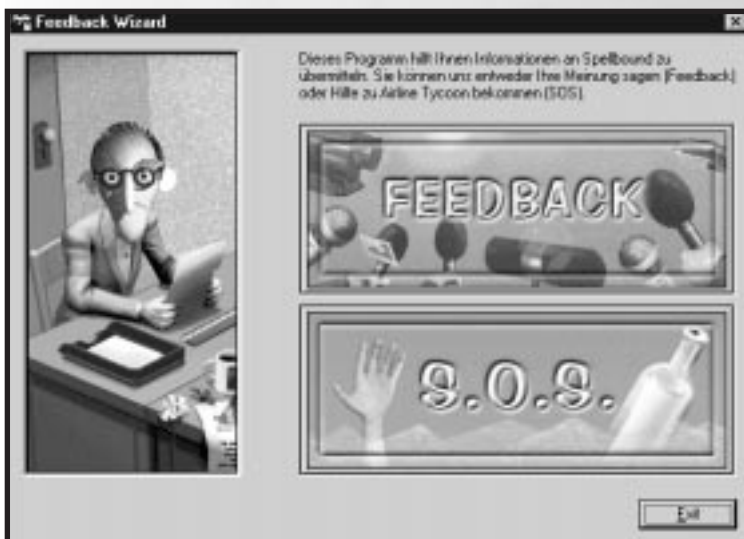 Feedback Wizard
Dieses Programm hilft Ihnen Informationen an Spellbound zu
übermitteln. Sie können uns entweder Ihre Meinung sagen (Feedback)
oder Hilfe zu Airline Tycoon bekommen (SOS).
FEEDBACK
S.O.S.
Exit